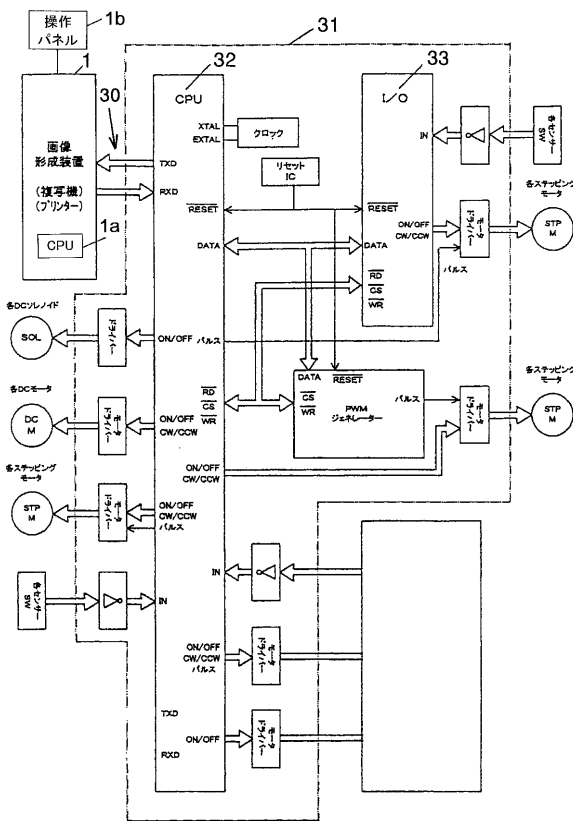 操作
パネル
1b
1
30
画像
形成装置
(複写機)
(プリンター)
CPU
1a
31
32
CPU
33
I/O
XTAL
EXTAL
クロック
リセット
IC
TXD
RXD
RESET
DATA
ON/OFF
パルス
RD
CS
WR
ON/OFF
CW/CCW
ON/OFF
CW/CCW
ON/OFF
CW/CCW
パルス
IN
IN
ON/OFF
CW/CCW
パルス
TXD
ON/OFF
RXD
IN
RESET
ON/OFF
CW/CCW
DATA
パルス
RD
CS
WR
各センサー
SW
各ステッピング
モータ
モータ
ドライバー
STP
M
DATA
RESET
CS
WR
パルス
PWM
ジェネレーター
各ステッピング
モータ
モータ
ドライバー
STP
M
各DCソレノイド
SOL
ドライバー
各DCモータ
DC
M
モータ
ドライバー
各ステッピング
モータ
STP
M
モータ
ドライバー
各センサー
SW
モータ
ドライバー
モータ
ドライバー